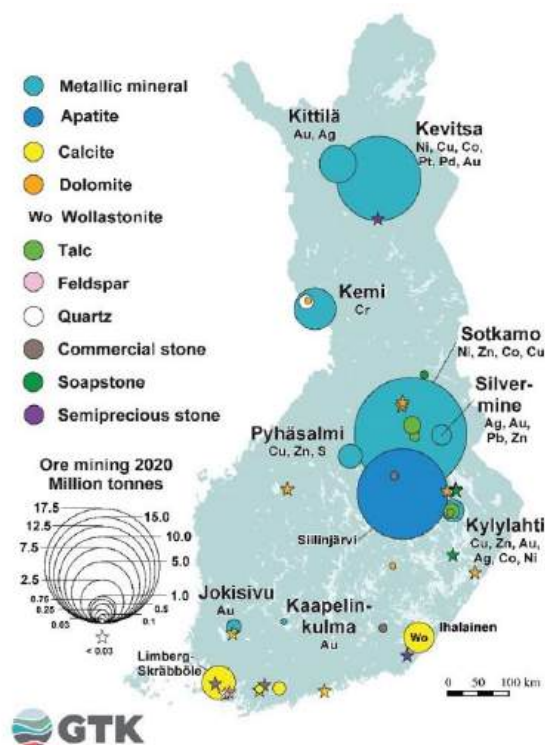 Metallic mineral
Apatite
Calcite
Dolomite
Wo Wollastonite
Talc
Feldspar
Quartz
Commercial stone
Soapstone
Semiprecious stone
Ore mining 2020
Million tonnes
17.5
15.0
12.5
10.0
7.5
5.0
2.5
1.0
0.75
0.5
0.25
0.1
0.03
< 0.03
Kittilä
Au, Ag
Kevitsa
Ni, Cu, Co,
Pt, Pd, Au
Kemi
Cr
Sotkamo
Ni, Zn, Co, Cu
Silver-
mine
Ag, Au,
Pb, Zn
Pyhäsalmi
Cu, Zn, S
Siilinjärvi
Kylylahti
Cu, Zn, Au,
Ag, Co, Ni
Jokisivu
Au
Kaapelin-
kulma
Au
Wo
Ihalainen
Limberg-
Skräbböle
0 50 100 km
GTK